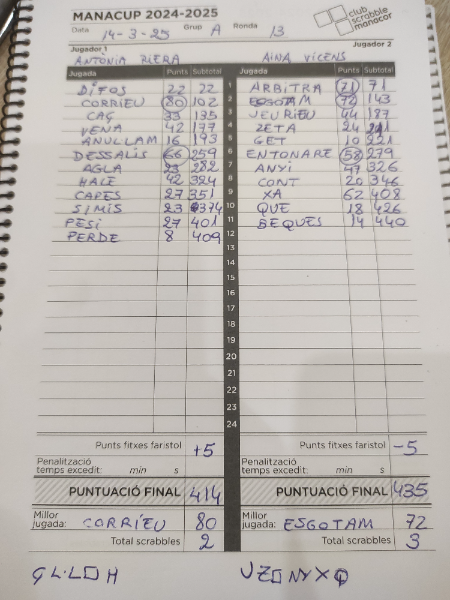 MANACUP 2024-2025
club scrabble manacor
Data 14-3-25 Grup A Ronda 13
Jugador 1 Jugador 2
ANTÒNIA RIERA AINA VICENS
Jugada Punts Subtotal Jugada Punts Subtotal
DIFOS 22 22 1 ARBITRA 71 71
CORRIEU 80 102 2 ESGOTAM 72 143
CAÇ 33 135 3 JEURIEU 44 187
VENA 42 177 4 ZETA 24 211
ANULLAM 16 193 5 GET 10 221
DESSALÍS 66 259 6 ENTONARE 58 279
AGLA 23 282 7 ANYI 47 326
HALE 42 324 8 CONT 20 346
CAPES 27 351 9 XA 62 408
SIMIS 23 374 10 QUE 18 426
PESI 27 401 11 BEQUES 14 440
PERDE 8 409 12
13
14
15
16
17
18
19
20
21
22
23
24
Punts fitxes faristol +5 Punts fitxes faristol -5
Penalització temps excedit: min s Penalització temps excedit: min s
PUNTUACIÓ FINAL 414 PUNTUACIÓ FINAL 435
Millor jugada: CORRIEU 80 Millor jugada: ESGOTAM 72
Total scrabbles 2 Total scrabbles 3